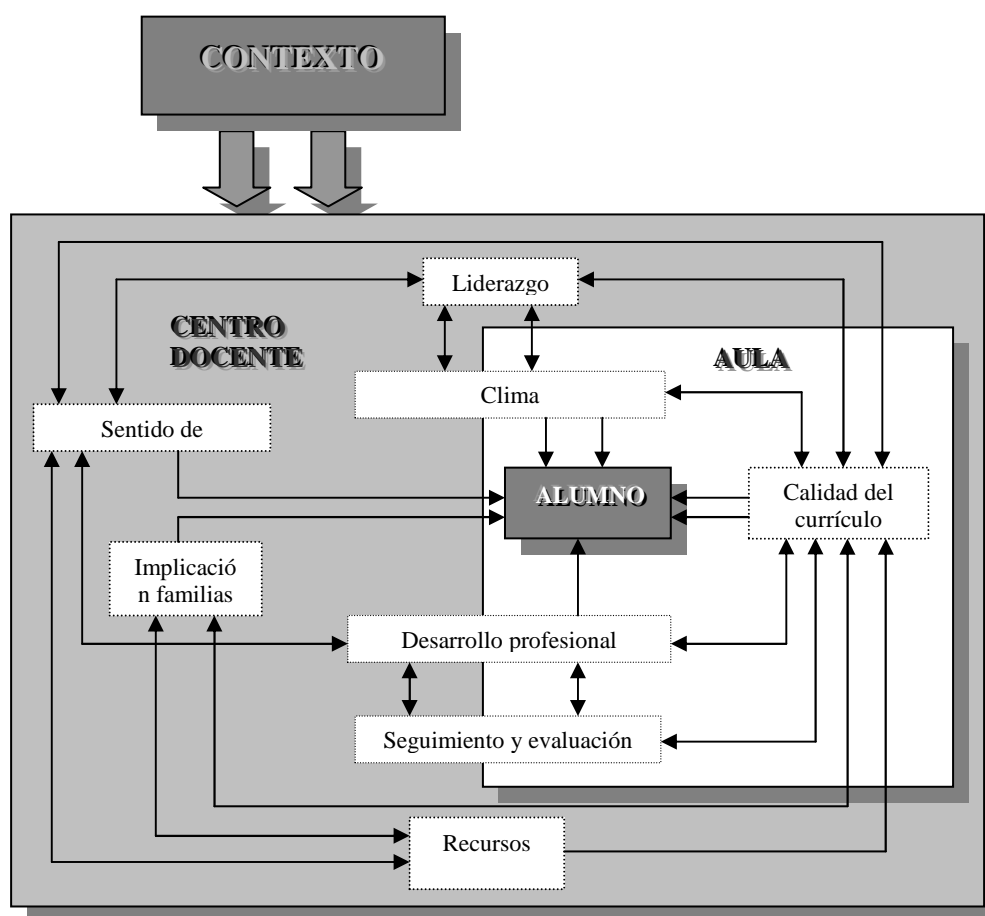 CONTEXTO
Liderazgo
CENTRO
DOCENTE
AULA
Clima
Sentido de
ALUMNO
Calidad del
currículo
Implicació
n familias
Desarrollo profesional
Seguimiento y evaluación
Recursos